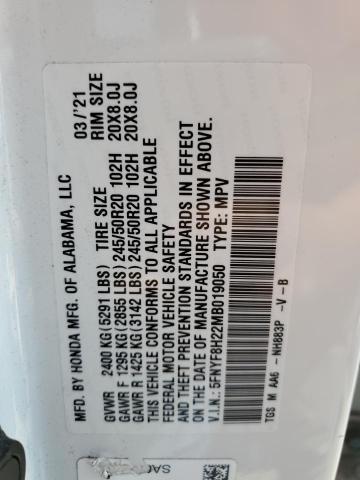 MFD. BY HONDA MFG. OF ALABAMA, LLC 03/'21
TIRE SIZE RIM SIZE
GVWR 2400 KG(5291 LBS)
GAWR F 1295 KG(2855 LBS) 245/50R20 102H 20X8.0J
GAWR R 1425 KG(3142 LBS) 245/50R20 102H 20X8.0J
THIS VEHICLE CONFORMS TO ALL APPLICABLE
FEDERAL MOTOR VEHICLE SAFETY
AND THEFT PREVENTION STANDARDS IN EFFECT
ON THE DATE OF MANUFACTURE SHOWN ABOVE.
V.I.N.: 5FNYF8H22MB019050 TYPE: MPV
TGS M AA6 -NH883P -V -B